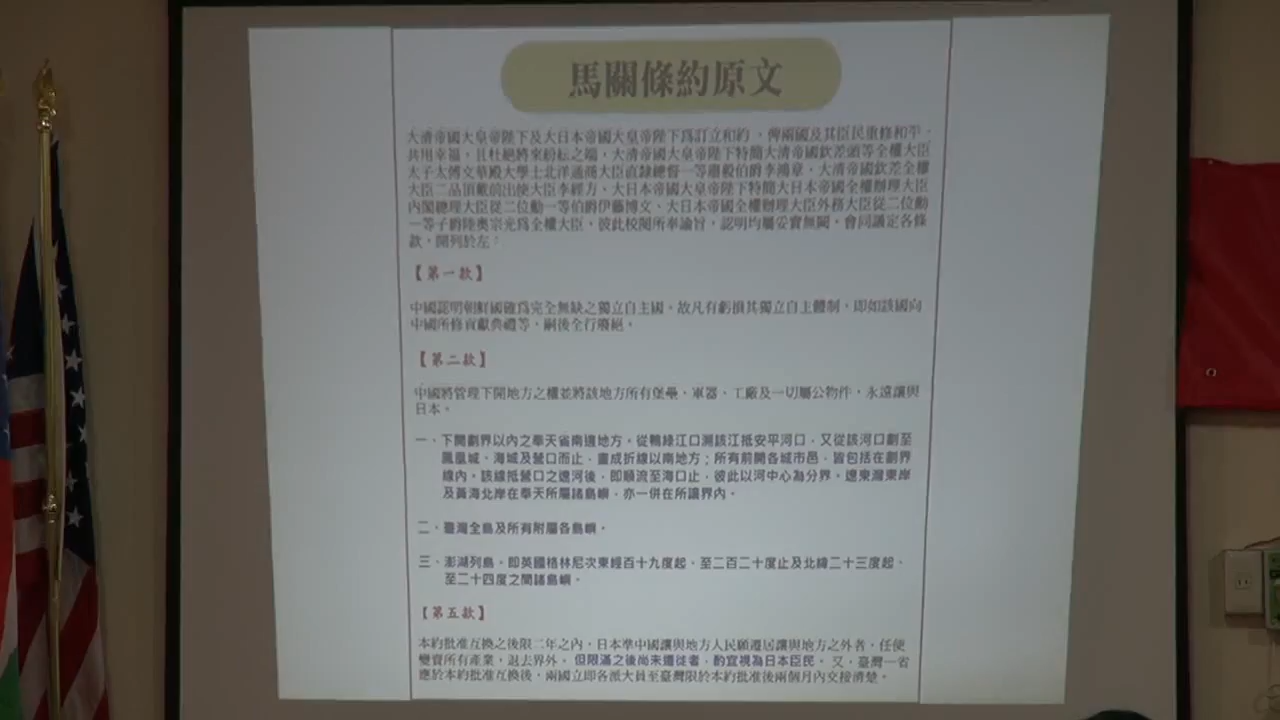 馬關條約原文
大清帝國大皇帝陛下及大日本帝國大皇帝陛下爲訂立和約，俾兩國及其臣民重修和平，
共用幸福，且杜絕將來紛紜之端，大清帝國大皇帝陛下特簡大清帝國欽差頭等全權大臣
太子太傅文華殿大學士北洋通商大臣直隸總督一等肅毅伯爵李鴻章、大清帝國欽差全權
大臣二品頂戴前出使大臣李經方、大日本帝國大皇帝陛下特簡大日本帝國全權辦理大臣
內閣總理大臣從二位勳一等伯爵伊藤博文、大日本帝國全權辦理大臣外務大臣從二位勳
一等子爵陸奧宗光爲全權大臣，彼此校閱所奉諭旨，認明均屬妥實無闕，會同議定各條
款，開列於左：
【第一款】
中國認明朝鮮國確爲完全無缺之獨立自主國。故凡有虧損其獨立自主體制，即如該國向
中國所修貢獻典禮等，嗣後全行廢絕。
【第二款】
中國將管理下開地方之權並將該地方所有堡壘、軍器、工廠及一切屬公物件，永遠讓與
日本。
一、下開劃界以內之奉天省南邊地方。從鴨綠江口溯該江抵安平河口，又從該河口劃至
鳳凰城、海城及營口而止，畫成折線以南地方；所有前開各城市邑，皆包括在劃界
線內。該線抵營口之遼河後，即順流至海口止，彼此以河中心為分界。遼東灣東岸
及黃海北岸在奉天所屬諸島嶼，亦一併在所讓界內。
二、臺灣全島及所有附屬各島嶼。
三、澎湖列島。即英國格林尼次東經百十九度起、至二百二十度止及北緯二十三度起、
至二十四度之間諸島嶼。
【第五款】
本約批准互換之後限二年之內，日本準中國讓與地方人民願遷居讓與地方之外者，任便
變賣所有產業，退去界外。但限滿之後尚未遷徙者，酌宜視為日本臣民。又，臺灣一省
應於本約批准互換後，兩國立即各派大員至臺灣限於本約批准後兩個月內交接清楚。